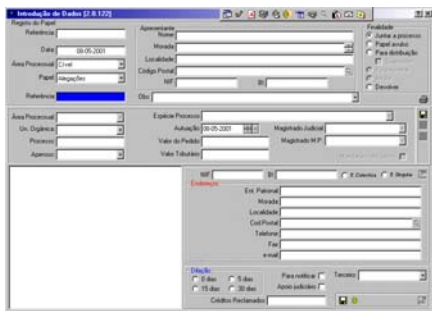 Introdução de Dados [2.0.122]
Registo do Papel
Referência:
Data: 08-05-2001
Área Processual: Cível
Papel: Alegações
Referência:
Apresentante
Nome:
Morada:
Localidade:
Código Postal:
NIF: BI:
Obs:
Finalidade:
Juntar a processo
Papel avulso
Para distribuição
Devolver
Área Processual:
Un. Orgânica:
Processo:
Apenso:
Espécie Processo:
Autuação: 08-05-2001 Magistrado Judicial:
Valor do Pedido: Magistrado M.P.:
Valor Tributário:
NIF: BI: P. Colectiva P. Singular
Endereços:
Ent. Patronal:
Morada:
Localidade:
Cod.Postal:
Telefone:
Fax:
e-mail:
Dilação:
0 dias 5 dias
15 dias 30 dias
Para notificar Terceiro:
Apoio judiciário
Créditos Reclamados: